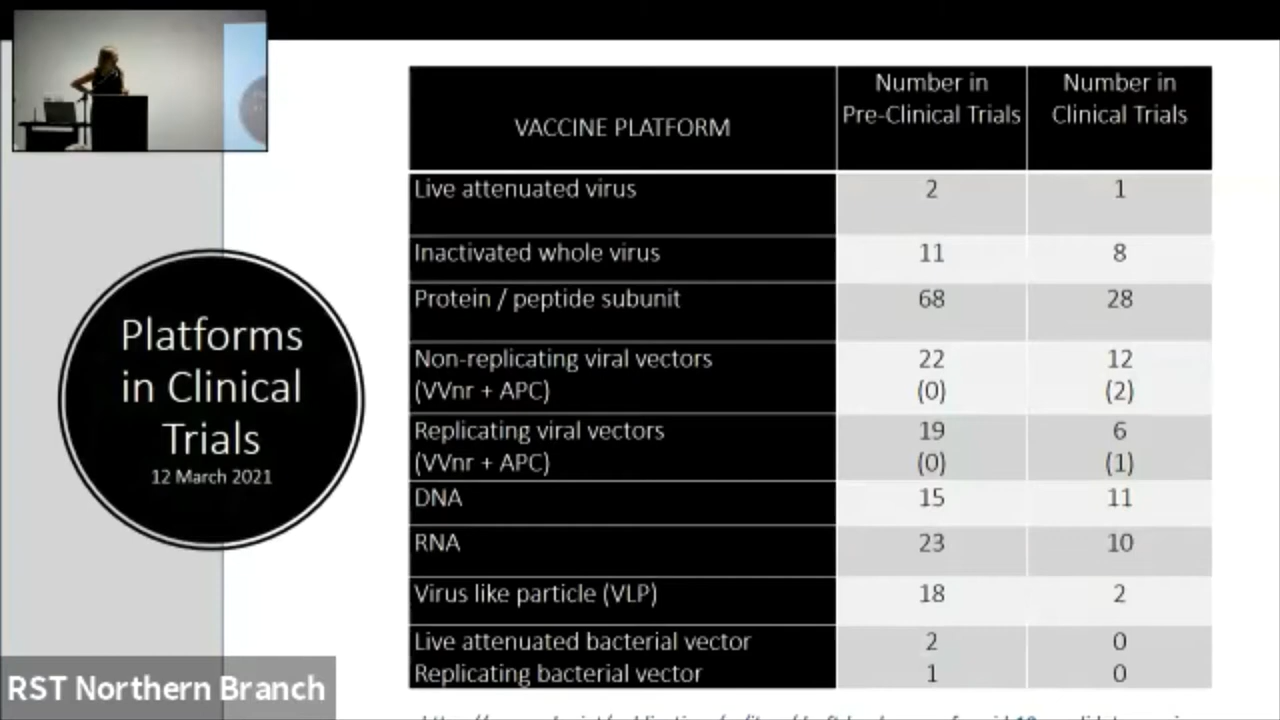 VACCINE PLATFORM
Number in
Pre-Clinical Trials
Number in
Clinical Trials
Live attenuated virus 2 1
Inactivated whole virus 11 8
Protein / peptide subunit 68 28
Non-replicating viral vectors 22 12
(VVnr + APC) (0) (2)
Replicating viral vectors 19 6
(VVnr + APC) (0) (1)
DNA 15 11
RNA 23 10
Virus like particle (VLP) 18 2
Live attenuated bacterial vector 2 0
Replicating bacterial vector 1 0
Platforms
in Clinical
Trials
12 March 2021
RST Northern Branch